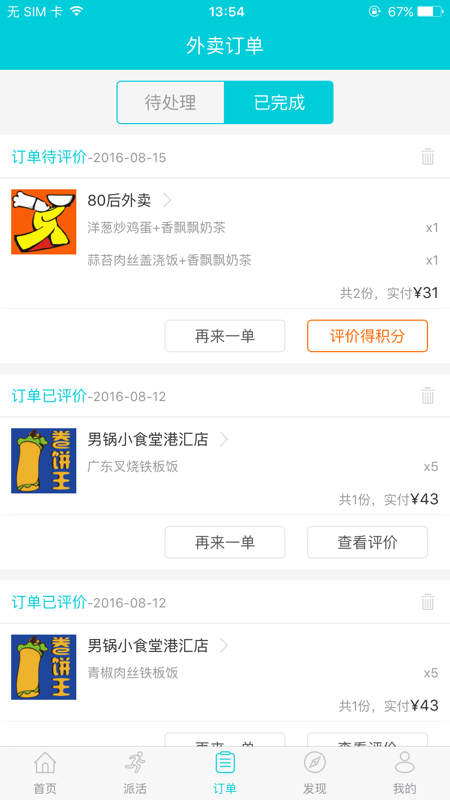 无 SIM 卡 13:54 67%
外卖订单
待处理 已完成
订单待评价-2016-08-15
80后外卖
洋葱炒鸡蛋+香飘飘奶茶 x1
蒜苔肉丝盖浇饭+香飘飘奶茶 x1
共2份，实付¥31
再来一单 评价得积分
订单已评价-2016-08-12
卷饼王
男锅小食堂港汇店
广东叉烧铁板饭 x5
共1份，实付¥43
再来一单 查看评价
订单已评价-2016-08-12
卷饼王
男锅小食堂港汇店
青椒肉丝铁板饭 x5
共1份，实付¥43
再来一单 查看评价
首页 派活 订单 发现 我的